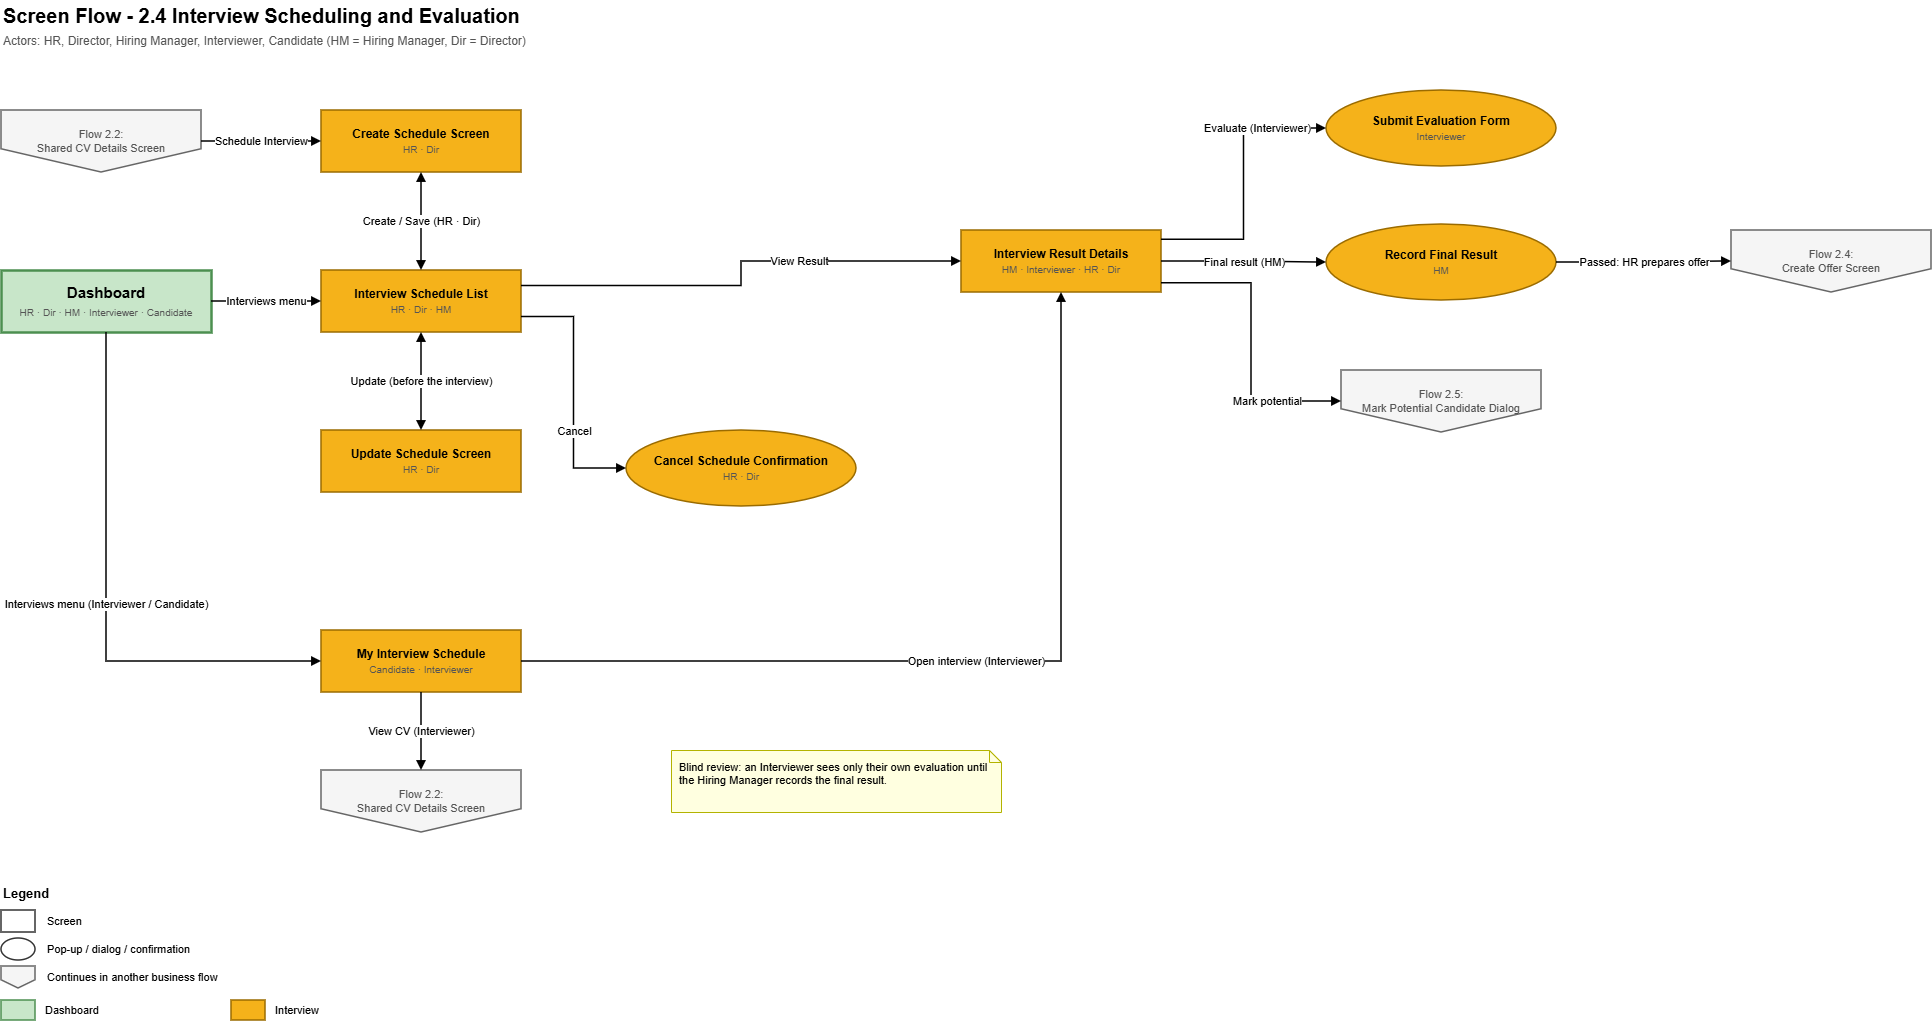 Screen Flow - 2.4 Interview Scheduling and Evaluation
Actors: HR, Director, Hiring Manager, Interviewer, Candidate (HM = Hiring Manager, Dir = Director)
Flow 2.2:
Shared CV Details Screen
Schedule Interview
Create Schedule Screen
HR · Dir
Create / Save (HR · Dir)
Dashboard
HR · Dir · HM · Interviewer · Candidate
Interviews menu
Interview Schedule List
HR · Dir · HM
View Result
Interview Result Details
HM · Interviewer · HR · Dir
Evaluate (Interviewer)
Submit Evaluation Form
Interviewer
Final result (HM)
Record Final Result
HM
Passed: HR prepares offer
Flow 2.4:
Create Offer Screen
Mark potential
Flow 2.5:
Mark Potential Candidate Dialog
Update (before the interview)
Update Schedule Screen
HR · Dir
Cancel
Cancel Schedule Confirmation
HR · Dir
Interviews menu (Interviewer / Candidate)
My Interview Schedule
Candidate · Interviewer
Open interview (Interviewer)
View CV (Interviewer)
Flow 2.2:
Shared CV Details Screen
Blind review: an Interviewer sees only their own evaluation until
the Hiring Manager records the final result.
Legend
Screen
Pop-up / dialog / confirmation
Continues in another business flow
Dashboard
Interview